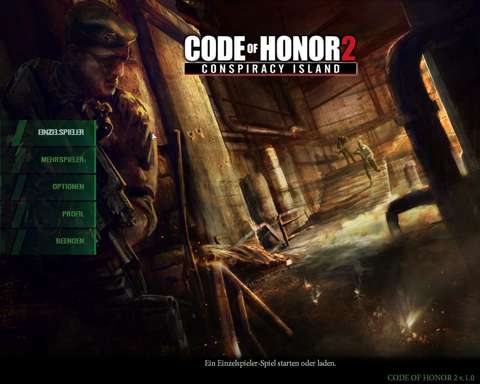 CODE OF HONOR 2
CONSPIRACY ISLAND
EINZELSPIELER
MEHRSPIELER
OPTIONEN
PROFIL
BEENDEN
Ein Einzelspieler-Spiel starten oder laden.
CODE OF HONOR 2 v.1.0